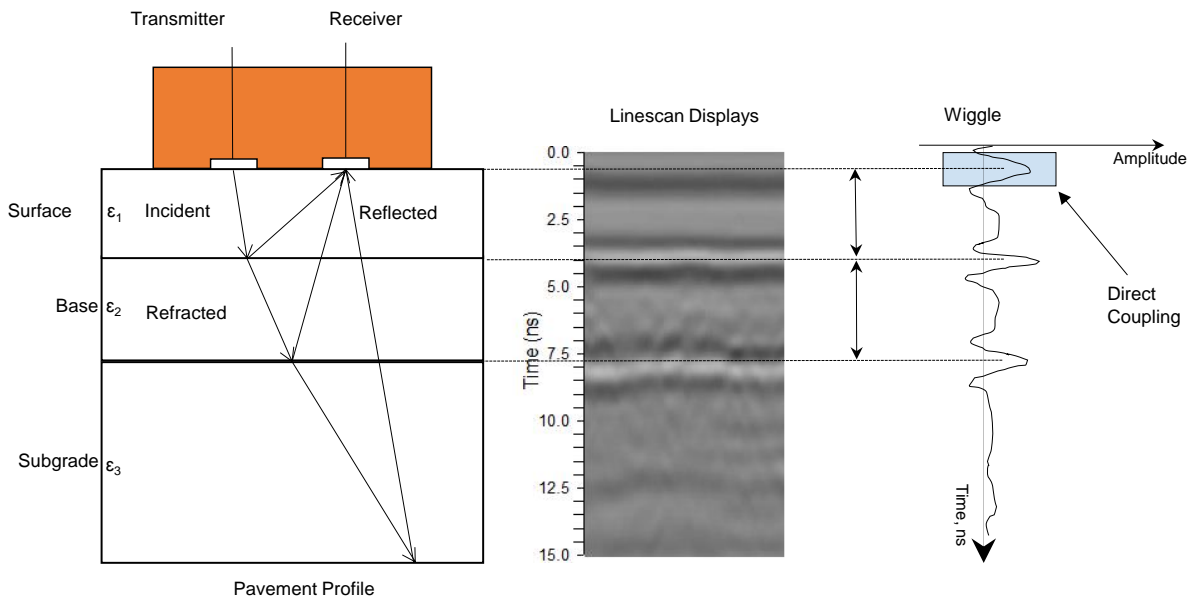 Transmitter
Receiver
Linescan Displays
Wiggle
Amplitude
Surface
ε1
Incident
Reflected
Base
ε2
Refracted
Subgrade
ε3
Pavement Profile
Time (ns)
0.0
2.5
5.0
7.5
10.0
12.5
15.0
Direct
Coupling
Time, ns